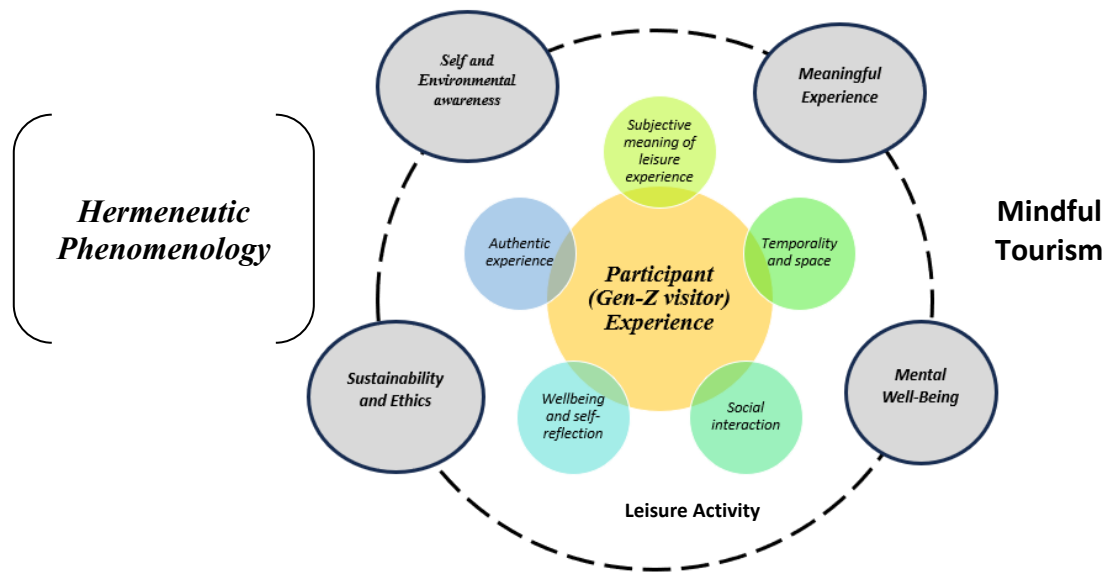 Hermeneutic
Phenomenology
Self and
Environmental
awareness
Meaningful
Experience
Subjective
meaning of
leisure
experience
Authentic
experience
Temporality
and space
Participant
(Gen-Z visitor)
Experience
Wellbeing
and self-
reflection
Social
interaction
Sustainability
and Ethics
Mental
Well-Being
Leisure Activity
Mindful
Tourism